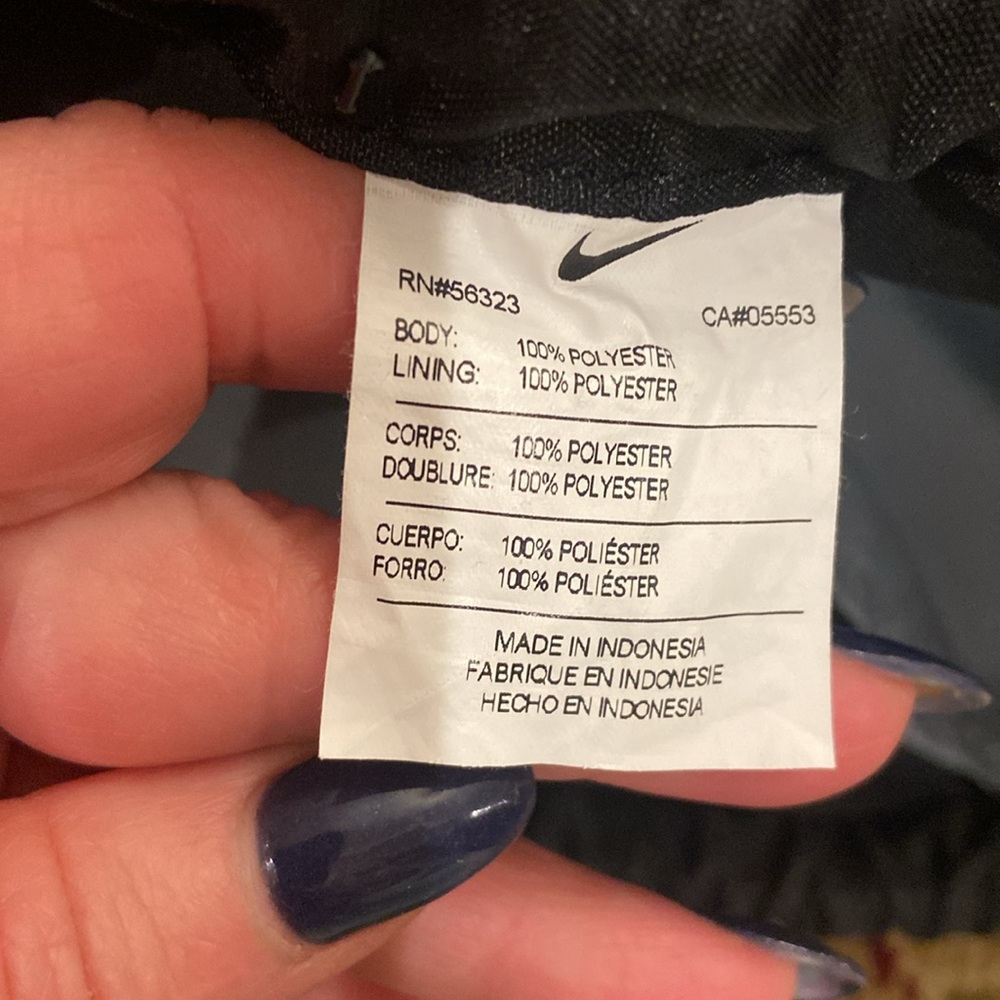 RN#56323
CA#05553
BODY: 100% POLYESTER
LINING: 100% POLYESTER
CORPS: 100% POLYESTER
DOUBLURE: 100% POLYESTER
CUERPO: 100% POLIÉSTER
FORRO: 100% POLIÉSTER
MADE IN INDONESIA
FABRIQUE EN INDONESIE
HECHO EN INDONESIA